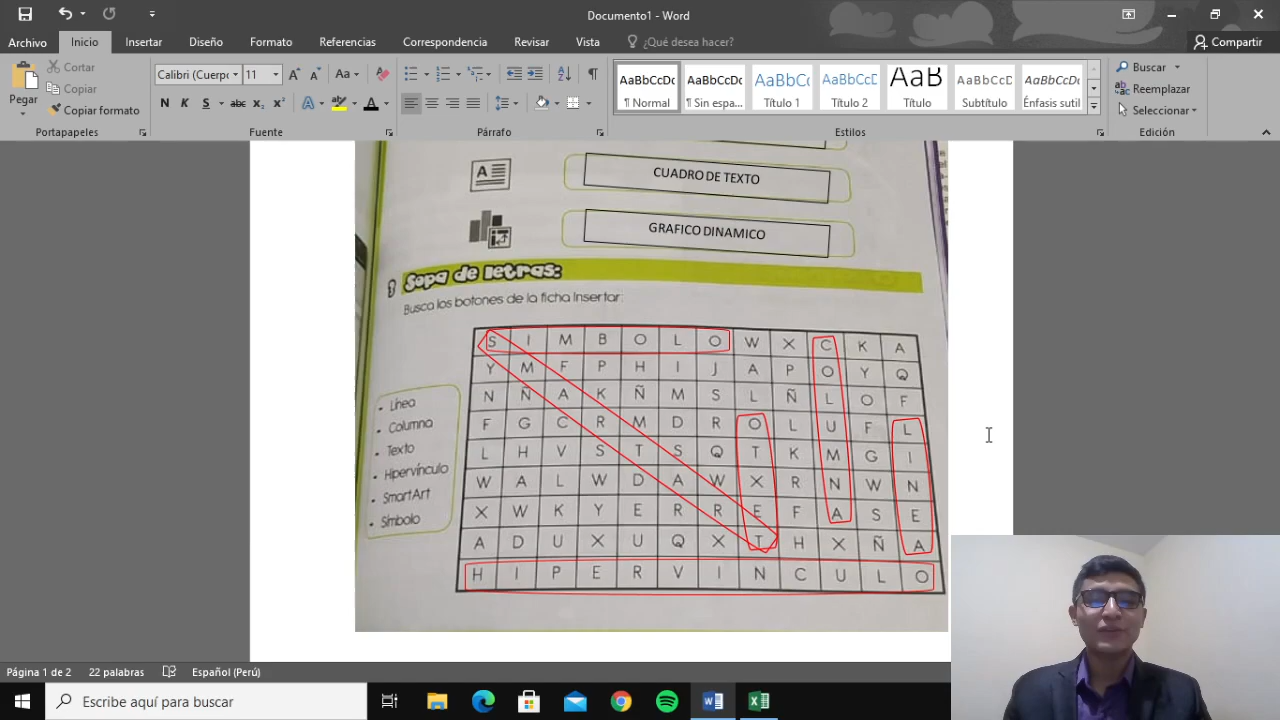 Documento1 - Word
Archivo Inicio Insertar Diseño Formato Referencias Correspondencia Revisar Vista ¿Qué desea hacer? Compartir
Pegar
Cortar
Copiar
Copiar formato
Portapapeles
Calibri (Cuerpo 11
N K S abc x₂ x²
Fuente
Párrafo
AaBbCcDc AaBbCcDc AaBbCc AaBbCcD AaB AaBbCcD AaBbCcDc
¶ Normal ¶ Sin espa... Título 1 Título 2 Título Subtítulo Énfasis sutil
Estilos
Buscar
Reemplazar
Seleccionar
Edición
CUADRO DE TEXTO
GRAFICO DINAMICO
Sopa de letras:
Busca los botones de la ficha Insertar:
• Línea
• Columna
• Texto
• Hipervínculo
• SmartArt
• Símbolo
S I M B O L O W X C K A
Y M F P H I J A P O Y Q
N Ñ A K Ñ M S L Ñ L O F
F G C R M D R O L U F L
L H V S T S Q T K M G I
W A L W D A W X R N W N
X W K Y E R R E F A S E
A D U X U Q X T H X Ñ A
H I P E R V I N C U L O
Página 1 de 2 22 palabras Español (Perú)
Escribe aquí para buscar